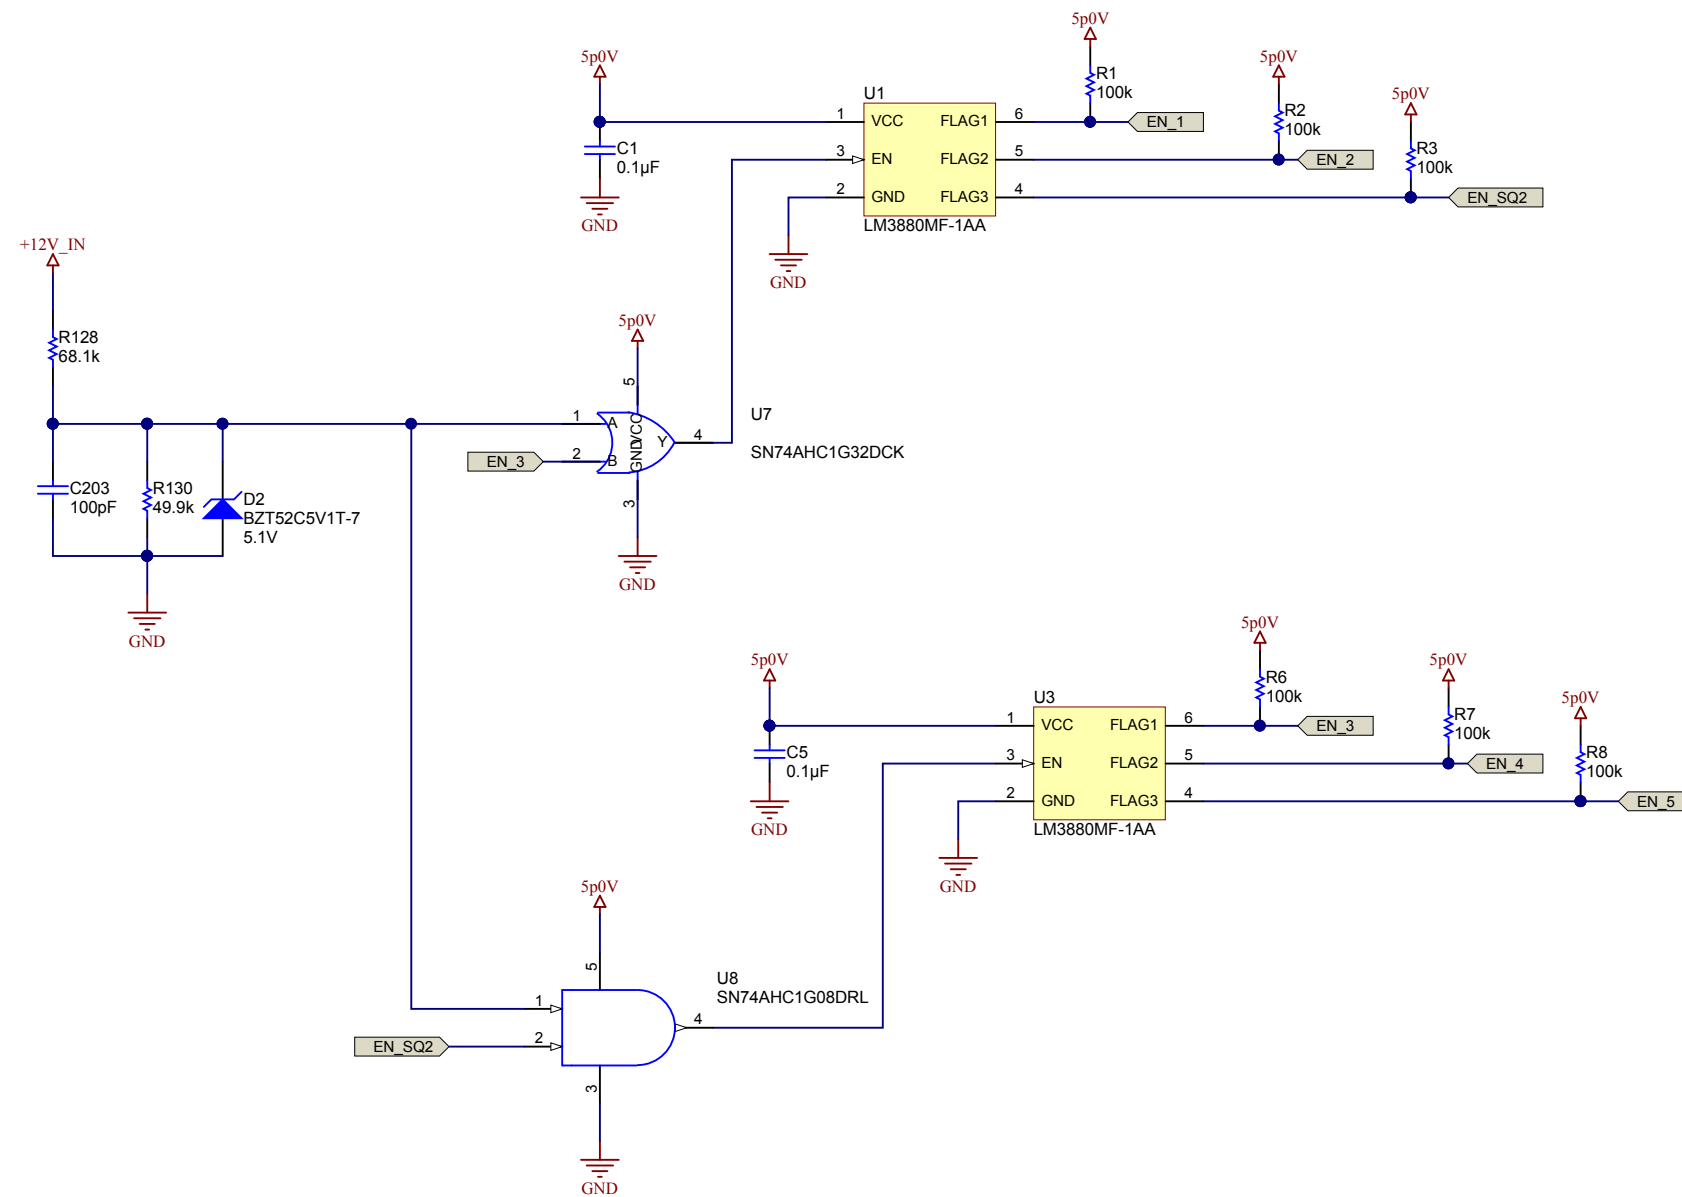 5p0V
5p0V
R1
100k
5p0V
R2
100k
5p0V
R3
100k
U1
1 VCC FLAG1 6
3 EN FLAG2 5
2 GND FLAG3 4
LM3880MF-1AA
EN_1
EN_2
EN_SQ2
C1
0.1µF
GND
GND
+12V_IN
R128
68.1k
5p0V
5
1 A
2 B
VCC
GND
Y 4
3
EN_3
U7
SN74AHC1G32DCK
GND
C203
100pF
R130
49.9k
D2
BZT52C5V1T-7
5.1V
GND
5p0V
R6
100k
5p0V
R7
100k
5p0V
R8
100k
5p0V
U3
1 VCC FLAG1 6
3 EN FLAG2 5
2 GND FLAG3 4
LM3880MF-1AA
EN_3
EN_4
EN_5
C5
0.1µF
GND
GND
5p0V
5
U8
SN74AHC1G08DRL
1
2
4
3
EN_SQ2
GND